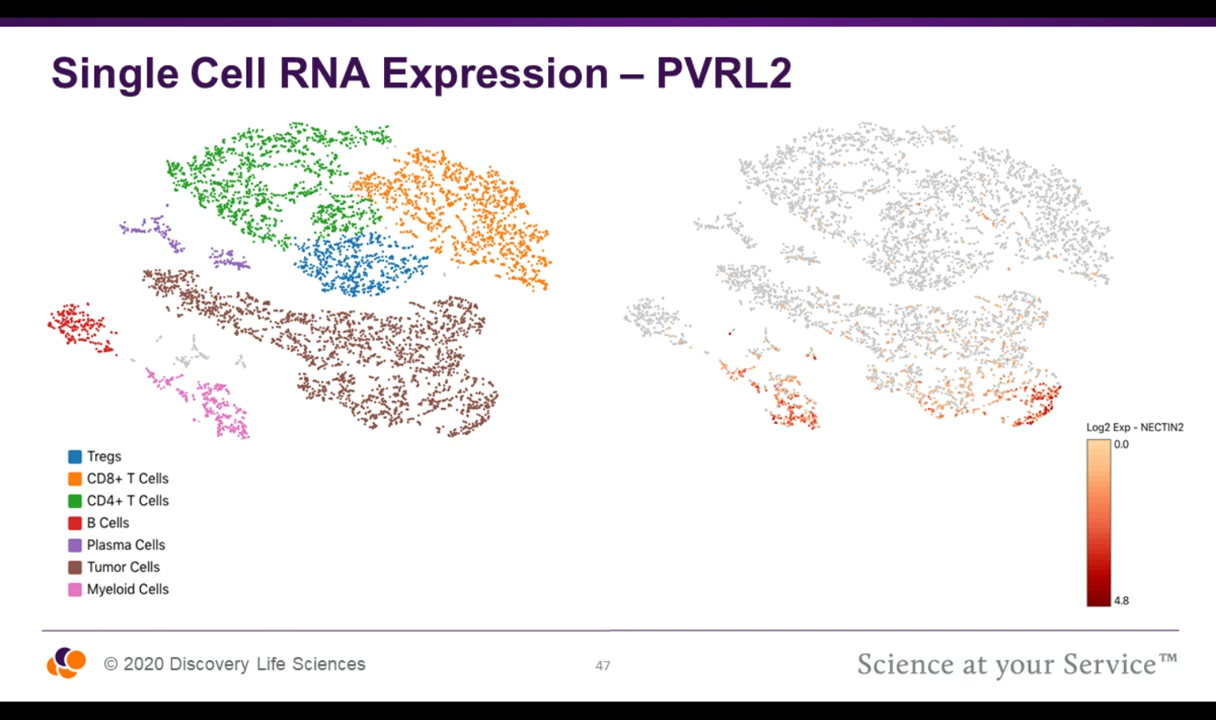 Single Cell RNA Expression – PVRL2
Tregs
CD8+ T Cells
CD4+ T Cells
B Cells
Plasma Cells
Tumor Cells
Myeloid Cells
Log2 Exp - NECTIN2
0.0
4.8
© 2020 Discovery Life Sciences
47
Science at your Service™